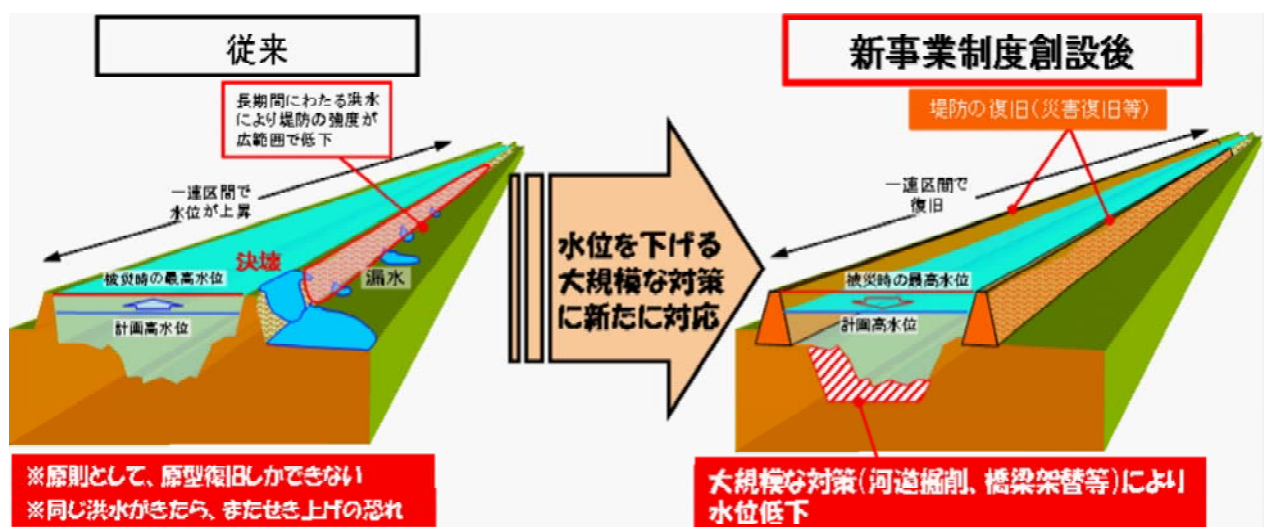 従来
長期間にわたる洪水
により堤防の強度が
広範囲で低下
一連区間で
水位が上昇
決壊
被災時の最高水位
漏水
計画高水位
※原則として、原型復旧しかできない
※同じ洪水がきたら、またせき上げの恐れ
水位を下げる
大規模な対策
に新たに対応
新事業制度創設後
堤防の復旧(災害復旧等)
一連区間で
復旧
被災時の最高水位
計画高水位
大規模な対策(河道掘削、橋梁架替等)により
水位低下